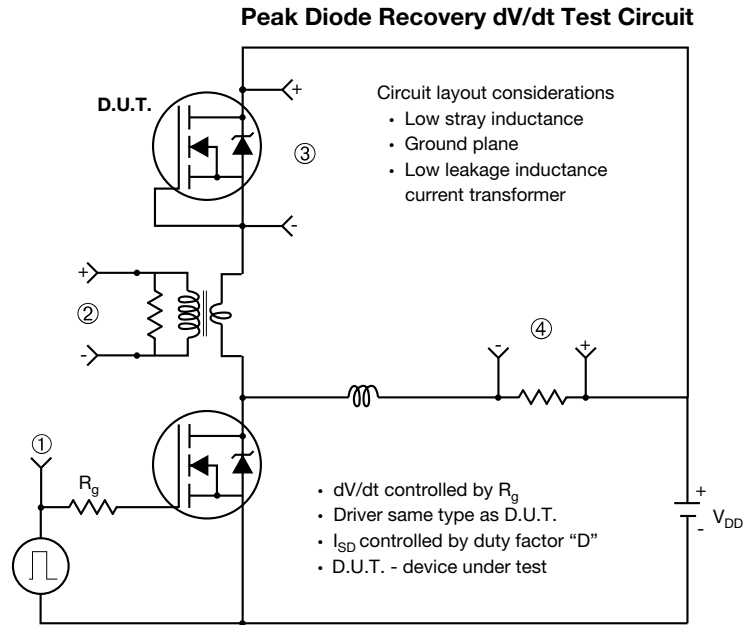 Peak Diode Recovery dV/dt Test Circuit
D.U.T.
+
Circuit layout considerations
• Low stray inductance
• Ground plane
• Low leakage inductance
current transformer
③
-
+
②
-
④
-
+
①
Rg
• dV/dt controlled by Rg
• Driver same type as D.U.T.
• ISD controlled by duty factor “D”
• D.U.T. - device under test
+
VDD
-